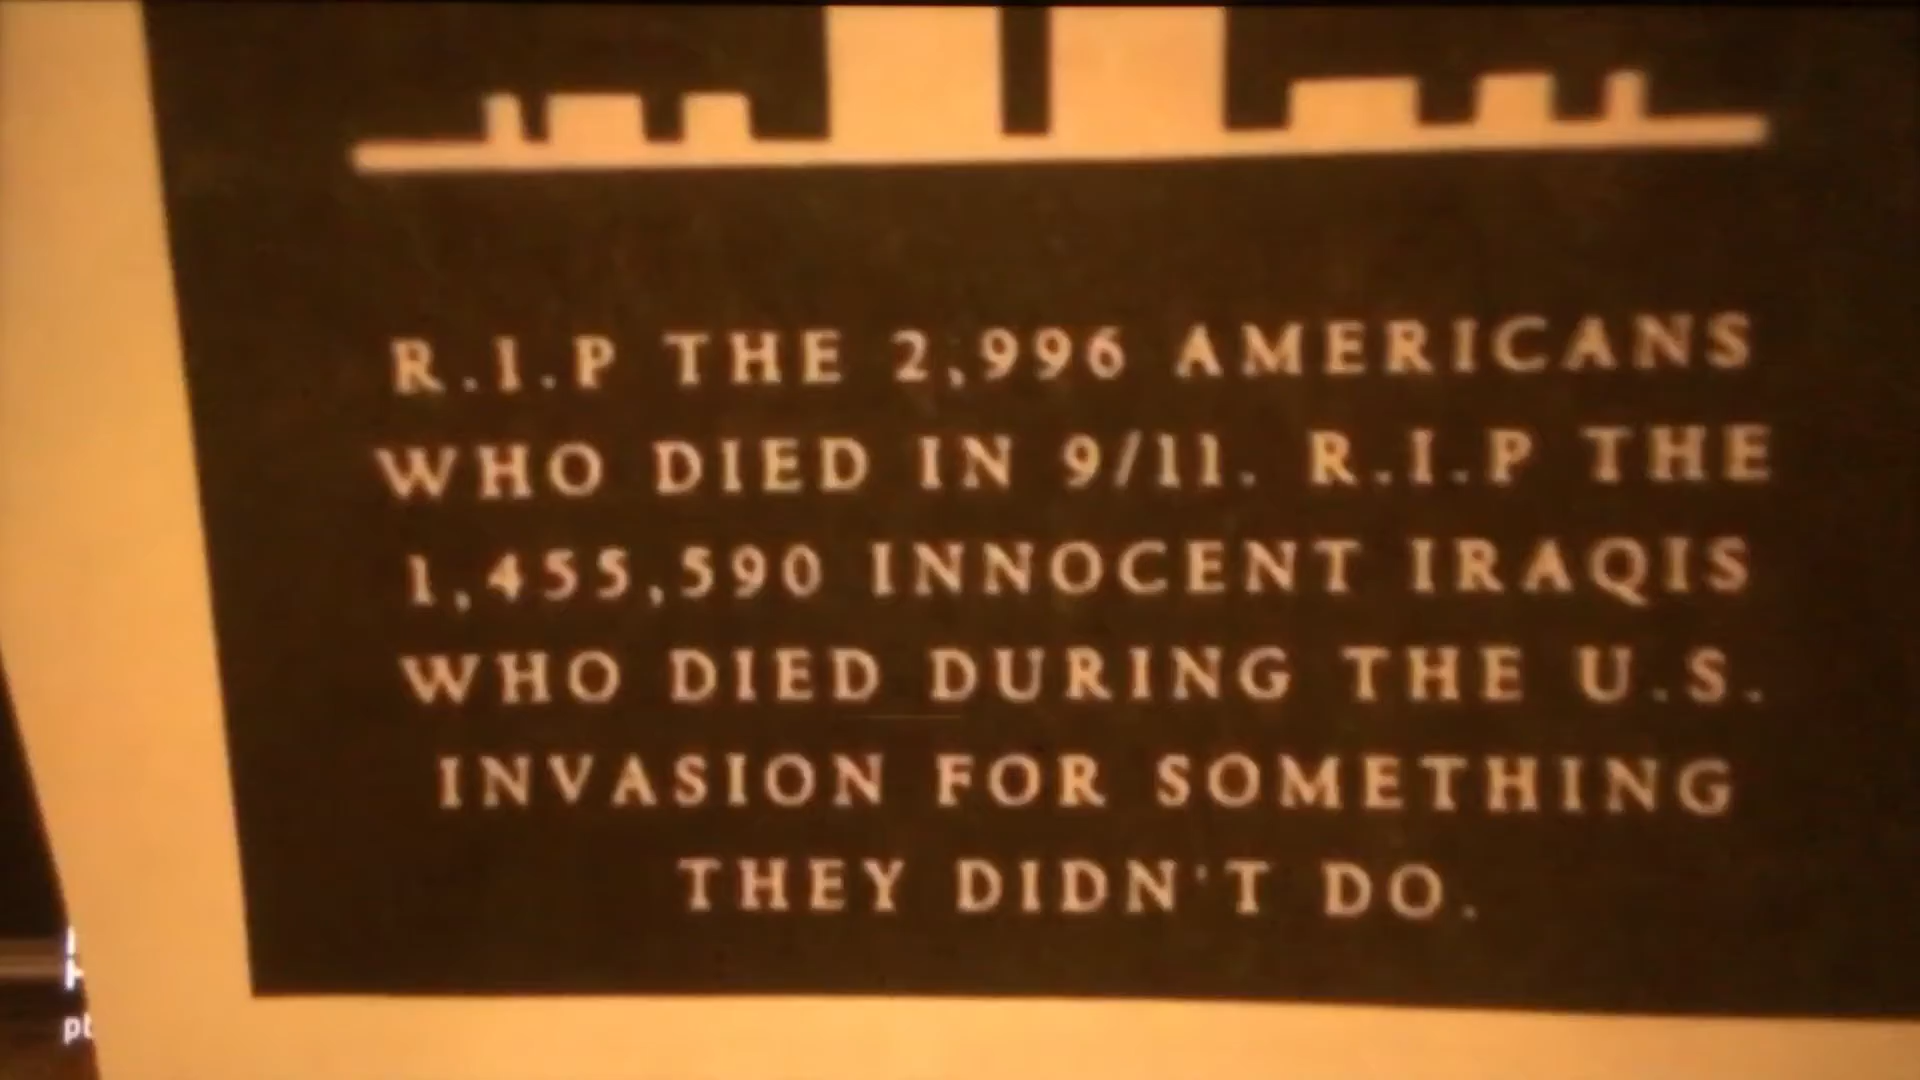 R.I.P THE 2,996 AMERICANS
WHO DIED IN 9/11. R.I.P THE
1,455,590 INNOCENT IRAQIS
WHO DIED DURING THE U.S.
INVASION FOR SOMETHING
THEY DIDN'T DO.